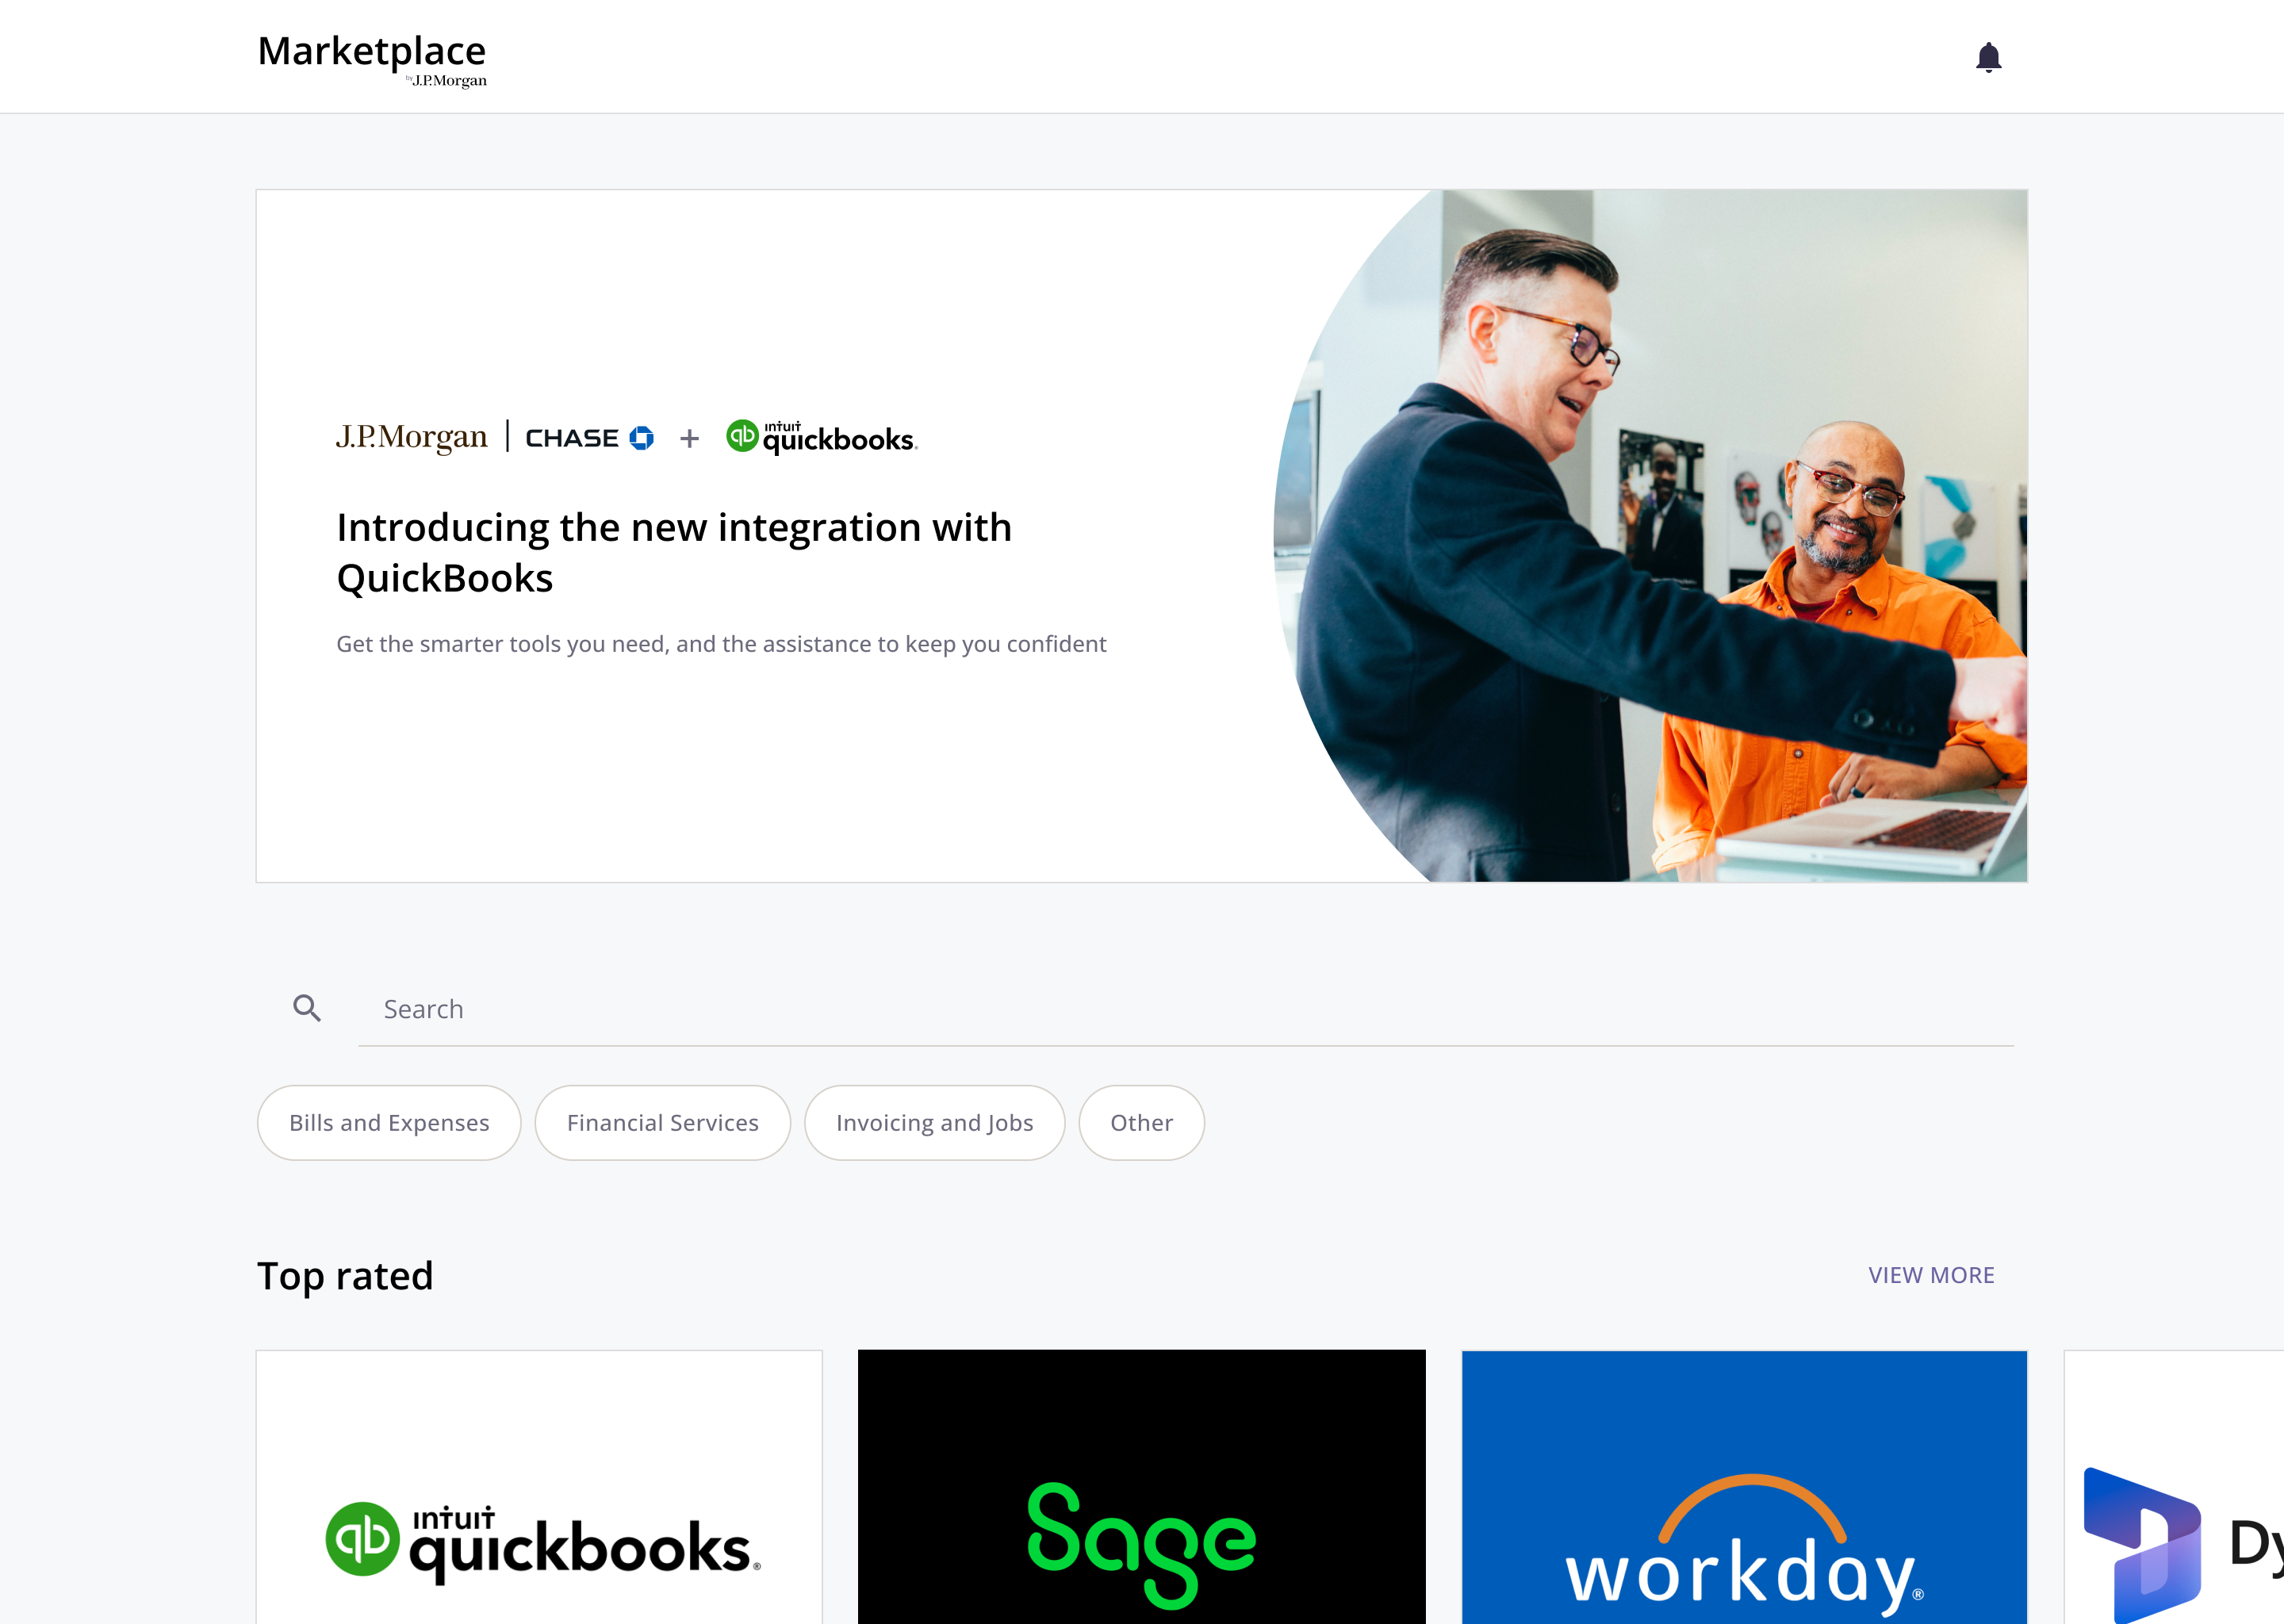 Marketplace
by J.P.Morgan
J.P.Morgan | CHASE + qb intuit quickbooks.
Introducing the new integration with
QuickBooks
Get the smarter tools you need, and the assistance to keep you confident
Search
Bills and Expenses Financial Services Invoicing and Jobs Other
Top rated VIEW MORE
qb intuit quickbooks.® Sage workday® Dy